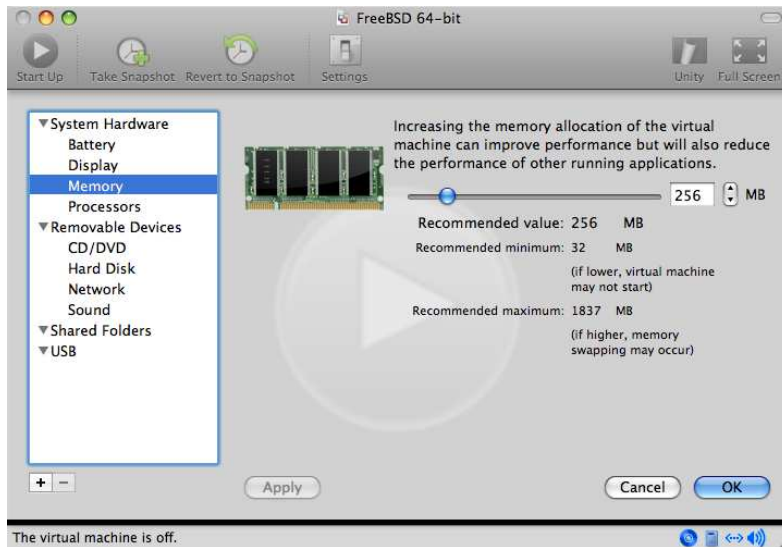 FreeBSD 64-bit
Start Up
Take Snapshot
Revert to Snapshot
Settings
Unity
Full Screen
System Hardware
Battery
Display
Memory
Processors
Removable Devices
CD/DVD
Hard Disk
Network
Sound
Shared Folders
USB
Increasing the memory allocation of the virtual
machine can improve performance but will also reduce
the performance of other running applications.
256 MB
Recommended value: 256 MB
Recommended minimum: 32 MB
(if lower, virtual machine
may not start)
Recommended maximum: 1837 MB
(if higher, memory
swapping may occur)
+ −
Apply
Cancel
OK
The virtual machine is off.